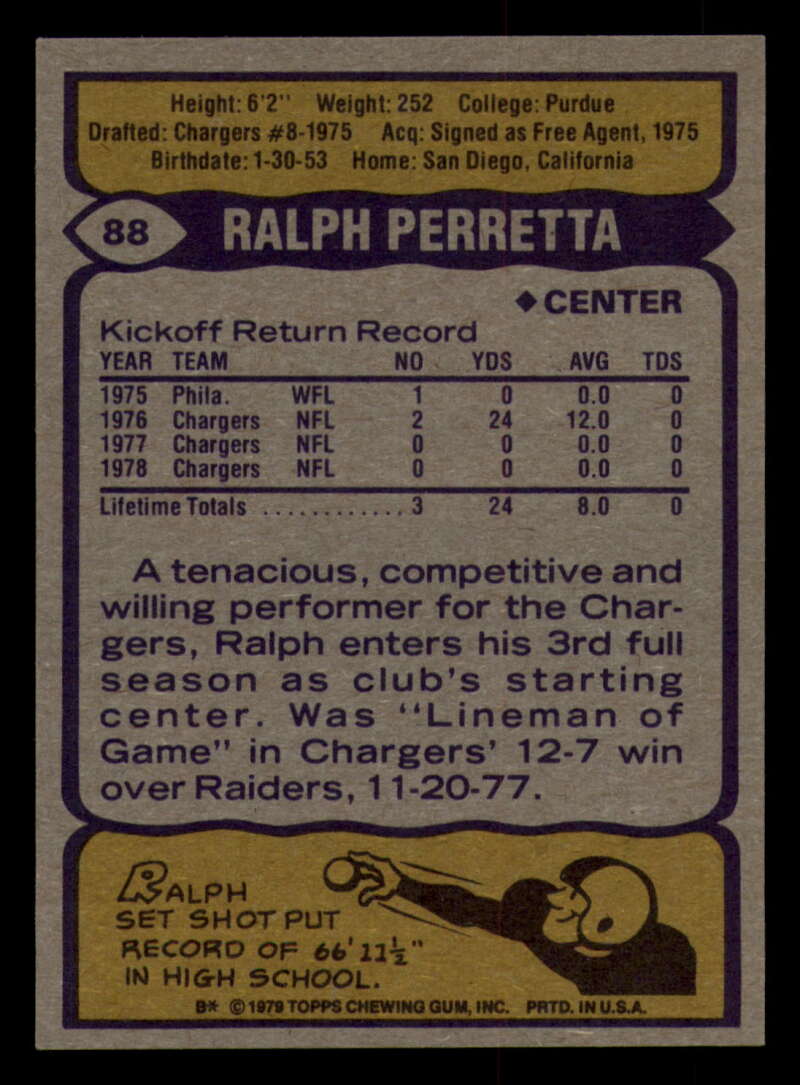 Height: 6'2" Weight: 252 College: Purdue
Drafted: Chargers #8-1975 Acq: Signed as Free Agent, 1975
Birthdate: 1-30-53 Home: San Diego, California
88 RALPH PERRETTA
◆ CENTER
Kickoff Return Record
YEAR TEAM NO YDS AVG TDS
1975 Phila. WFL 1 0 0.0 0
1976 Chargers NFL 2 24 12.0 0
1977 Chargers NFL 0 0 0.0 0
1978 Chargers NFL 0 0 0.0 0
Lifetime Totals ............ 3 24 8.0 0
A tenacious, competitive and
willing performer for the Char-
gers, Ralph enters his 3rd full
season as club's starting
center. Was "Lineman of
Game" in Chargers' 12-7 win
over Raiders, 11-20-77.
RALPH
SET SHOT PUT
RECORD OF 66' 11½"
IN HIGH SCHOOL.
B* © 1979 TOPPS CHEWING GUM, INC. PRTD. IN U.S.A.